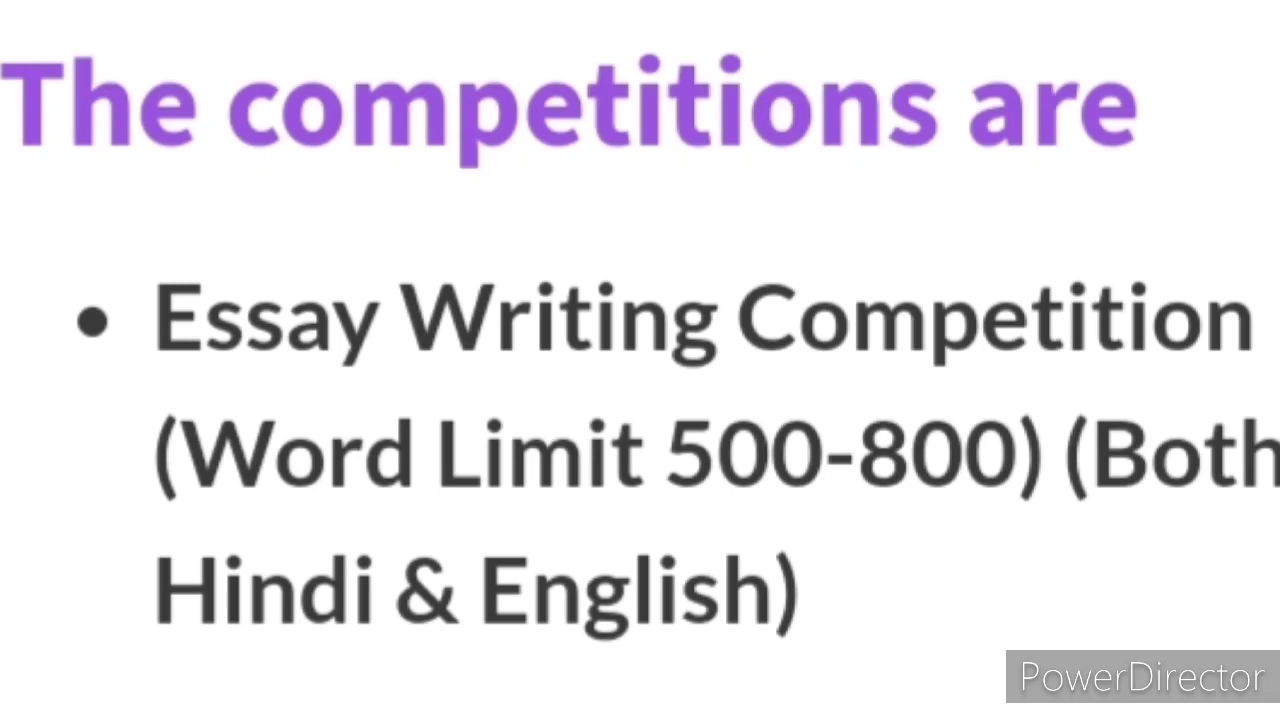 The competitions are
• Essay Writing Competition
(Word Limit 500-800) (Both
Hindi & English)
PowerDirector